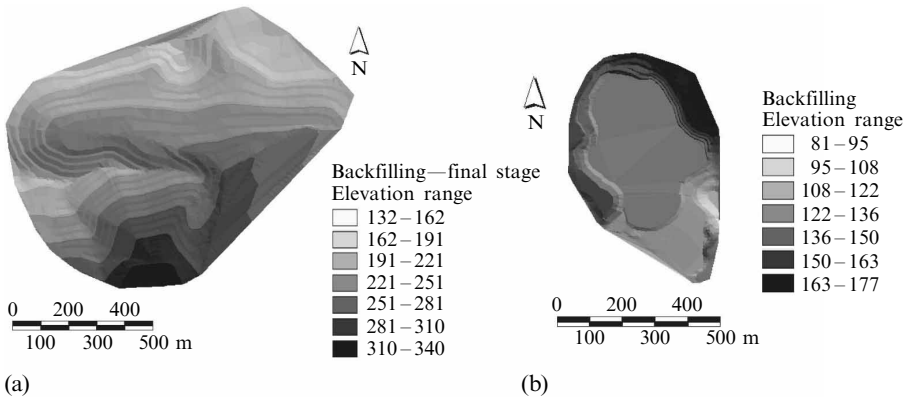 N
Backfilling—final stage
Elevation range
132–162
162–191
191–221
221–251
251–281
281–310
310–340
0 200 400
100 300 500 m
(a)
N
Backfilling
Elevation range
81–95
95–108
108–122
122–136
136–150
150–163
163–177
0 200 400
100 300 500 m
(b)